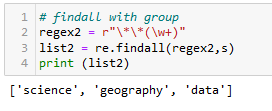 1 # findall with group
2 regex2 = r"\*\*(\w+)"
3 list2 = re.findall(regex2,s)
4 print (list2)
['science', 'geography', 'data']